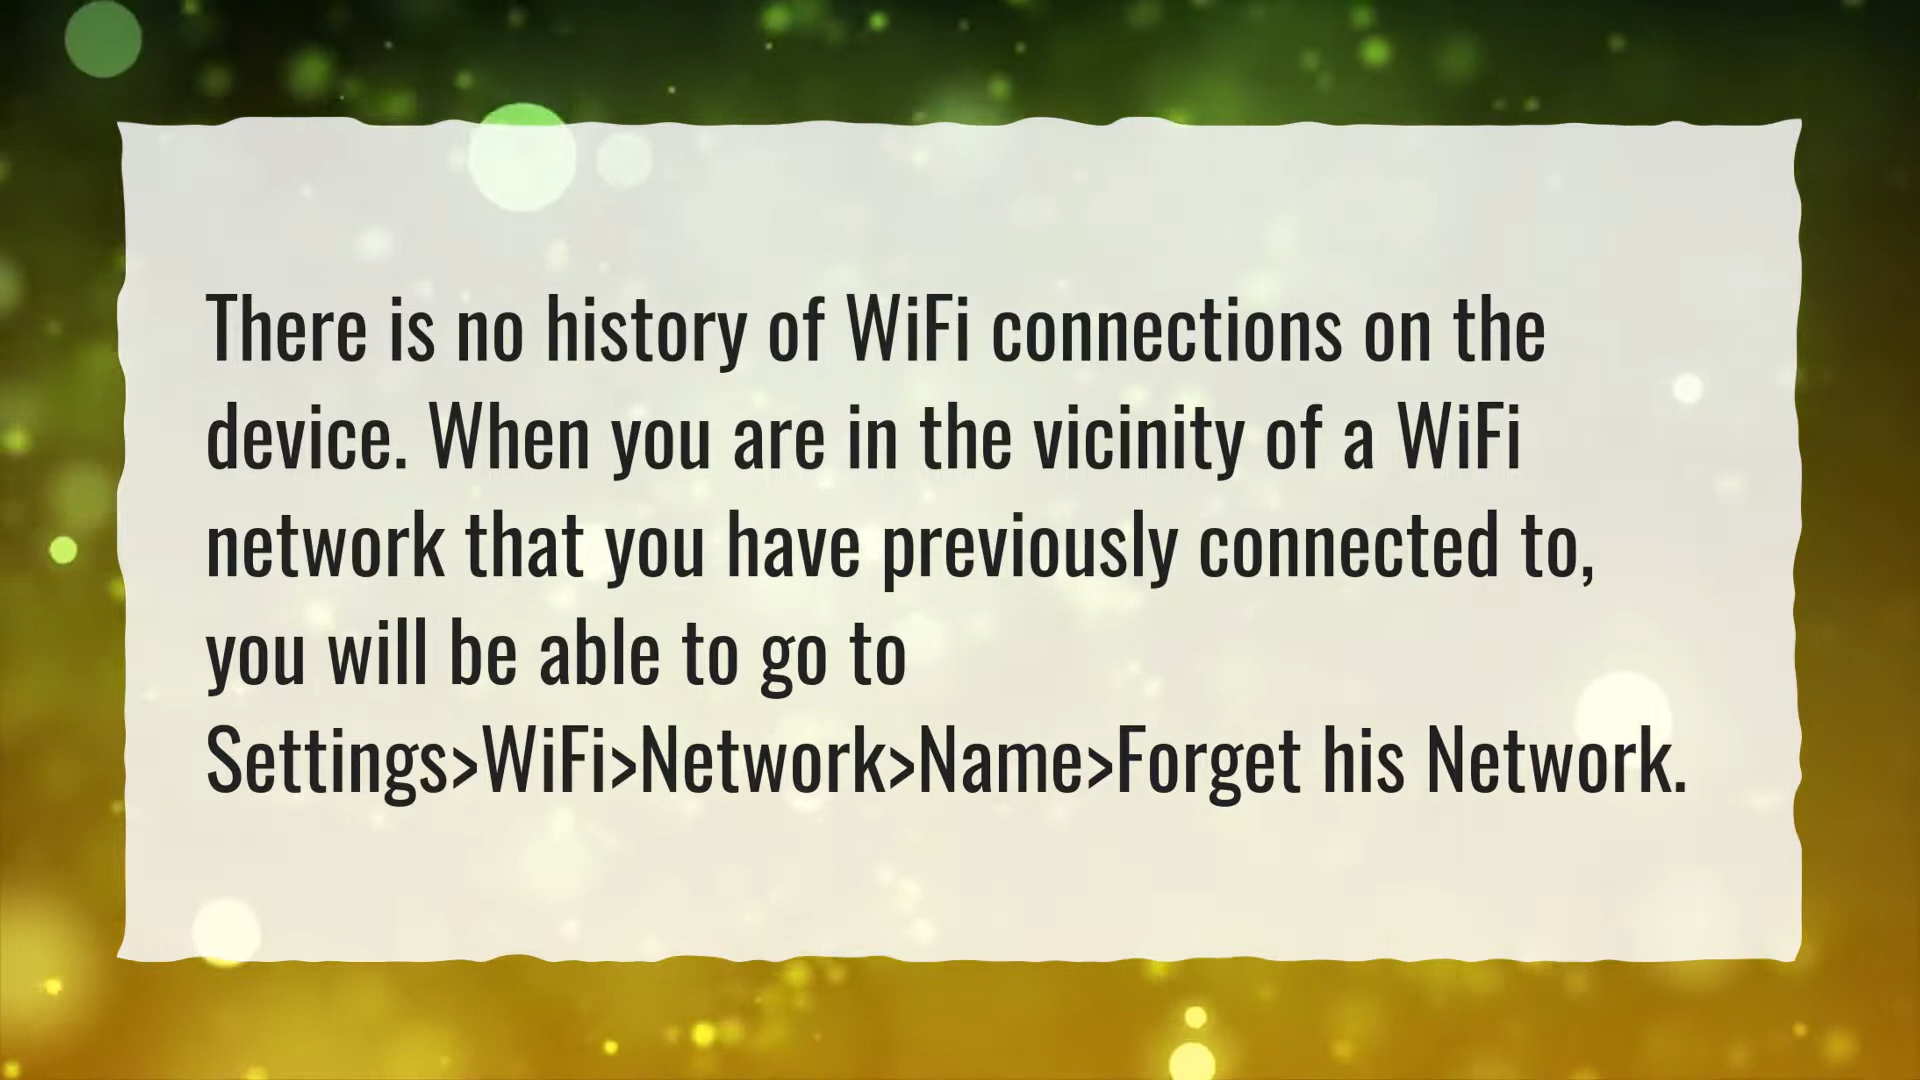 There is no history of WiFi connections on the
device. When you are in the vicinity of a WiFi
network that you have previously connected to,
you will be able to go to
Settings>WiFi>Network>Name>Forget his Network.